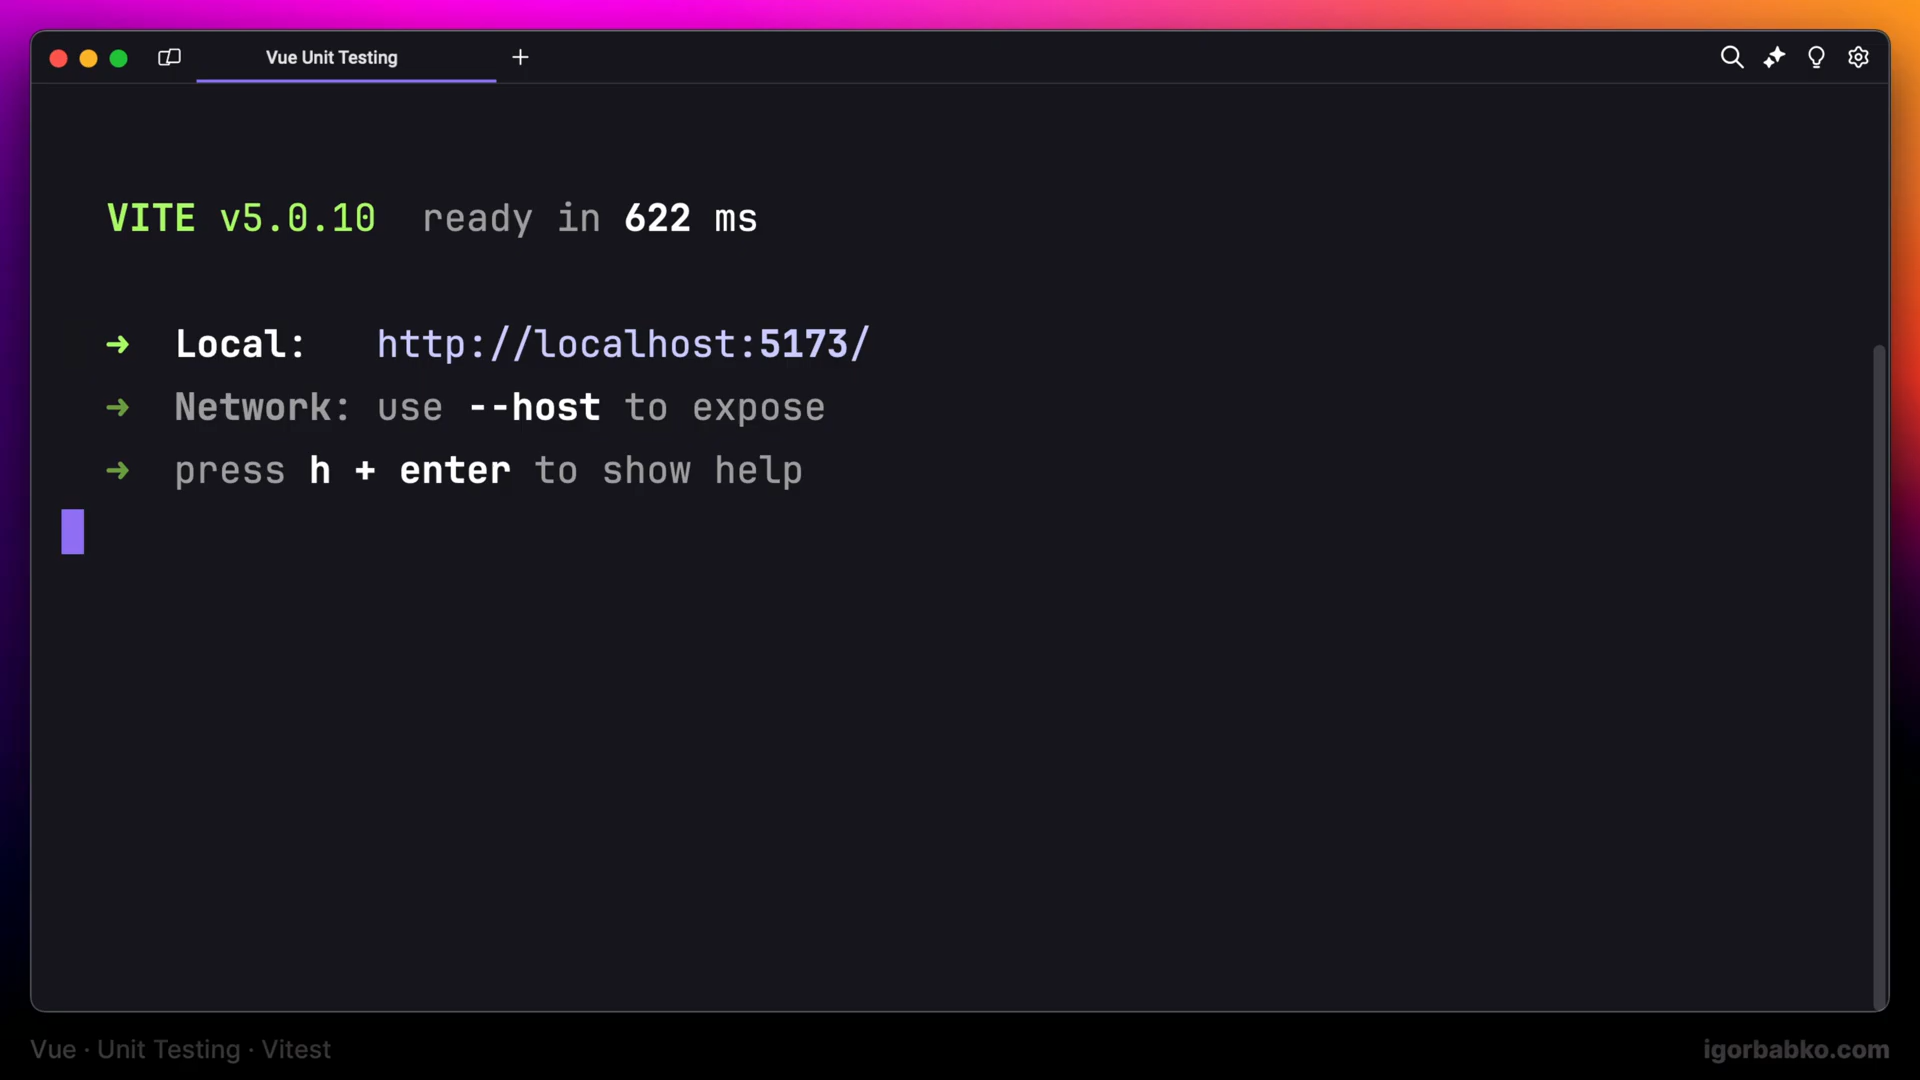 Vue Unit Testing
VITE v5.0.10 ready in 622 ms
➜ Local: http://localhost:5173/
➜ Network: use --host to expose
➜ press h + enter to show help
Vue · Unit Testing · Vitest
igorbabko.com